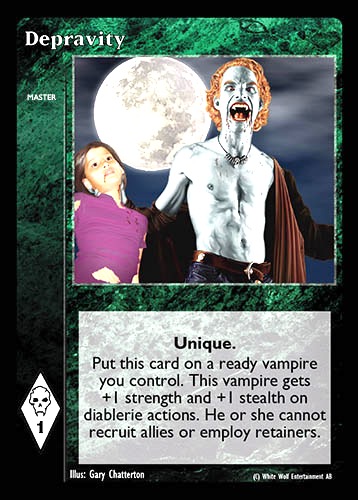 Depravity
MASTER
Unique.
Put this card on a ready vampire
you control. This vampire gets
+1 strength and +1 stealth on
diablerie actions. He or she cannot
recruit allies or employ retainers.
1
Illus: Gary Chatterton
(C) White Wolf Entertainment AB